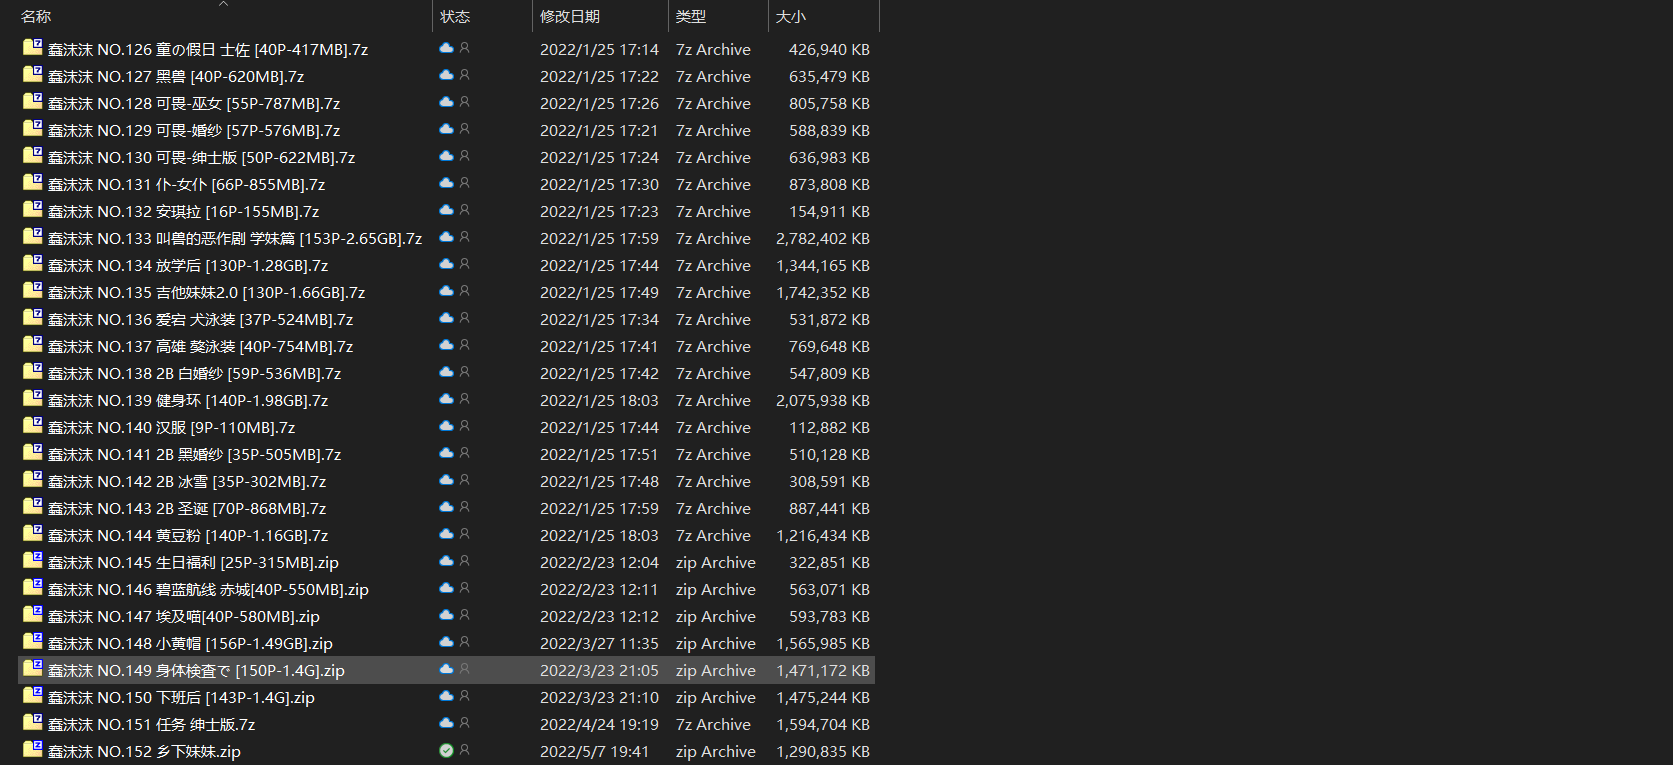 名称 状态 修改日期 类型 大小
蠢沫沫 NO.126 童の假日 士佐 [40P-417MB].7z 2022/1/25 17:14 7z Archive 426,940 KB
蠢沫沫 NO.127 黑兽 [40P-620MB].7z 2022/1/25 17:22 7z Archive 635,479 KB
蠢沫沫 NO.128 可畏-巫女 [55P-787MB].7z 2022/1/25 17:26 7z Archive 805,758 KB
蠢沫沫 NO.129 可畏-婚纱 [57P-576MB].7z 2022/1/25 17:21 7z Archive 588,839 KB
蠢沫沫 NO.130 可畏-绅士版 [50P-622MB].7z 2022/1/25 17:24 7z Archive 636,983 KB
蠢沫沫 NO.131 仆-女仆 [66P-855MB].7z 2022/1/25 17:30 7z Archive 873,808 KB
蠢沫沫 NO.132 安琪拉 [16P-155MB].7z 2022/1/25 17:23 7z Archive 154,911 KB
蠢沫沫 NO.133 叫兽的恶作剧 学妹篇 [153P-2.65GB].7z 2022/1/25 17:59 7z Archive 2,782,402 KB
蠢沫沫 NO.134 放学后 [130P-1.28GB].7z 2022/1/25 17:44 7z Archive 1,344,165 KB
蠢沫沫 NO.135 吉他妹妹2.0 [130P-1.66GB].7z 2022/1/25 17:49 7z Archive 1,742,352 KB
蠢沫沫 NO.136 爱宕 犬泳装 [37P-524MB].7z 2022/1/25 17:34 7z Archive 531,872 KB
蠢沫沫 NO.137 高雄 獒泳装 [40P-754MB].7z 2022/1/25 17:41 7z Archive 769,648 KB
蠢沫沫 NO.138 2B 白婚纱 [59P-536MB].7z 2022/1/25 17:42 7z Archive 547,809 KB
蠢沫沫 NO.139 健身环 [140P-1.98GB].7z 2022/1/25 18:03 7z Archive 2,075,938 KB
蠢沫沫 NO.140 汉服 [9P-110MB].7z 2022/1/25 17:44 7z Archive 112,882 KB
蠢沫沫 NO.141 2B 黑婚纱 [35P-505MB].7z 2022/1/25 17:51 7z Archive 510,128 KB
蠢沫沫 NO.142 2B 冰雪 [35P-302MB].7z 2022/1/25 17:48 7z Archive 308,591 KB
蠢沫沫 NO.143 2B 圣诞 [70P-868MB].7z 2022/1/25 17:59 7z Archive 887,441 KB
蠢沫沫 NO.144 黄豆粉 [140P-1.16GB].7z 2022/1/25 18:03 7z Archive 1,216,434 KB
蠢沫沫 NO.145 生日福利 [25P-315MB].zip 2022/2/23 12:04 zip Archive 322,851 KB
蠢沫沫 NO.146 碧蓝航线 赤城[40P-550MB].zip 2022/2/23 12:11 zip Archive 563,071 KB
蠢沫沫 NO.147 埃及喵[40P-580MB].zip 2022/2/23 12:12 zip Archive 593,783 KB
蠢沫沫 NO.148 小黄帽 [156P-1.49GB].zip 2022/3/27 11:35 zip Archive 1,565,985 KB
蠢沫沫 NO.149 身体検査で [150P-1.4G].zip 2022/3/23 21:05 zip Archive 1,471,172 KB
蠢沫沫 NO.150 下班后 [143P-1.4G].zip 2022/3/23 21:10 zip Archive 1,475,244 KB
蠢沫沫 NO.151 任务 绅士版.7z 2022/4/24 19:19 7z Archive 1,594,704 KB
蠢沫沫 NO.152 乡下妹妹.zip 2022/5/7 19:41 zip Archive 1,290,835 KB